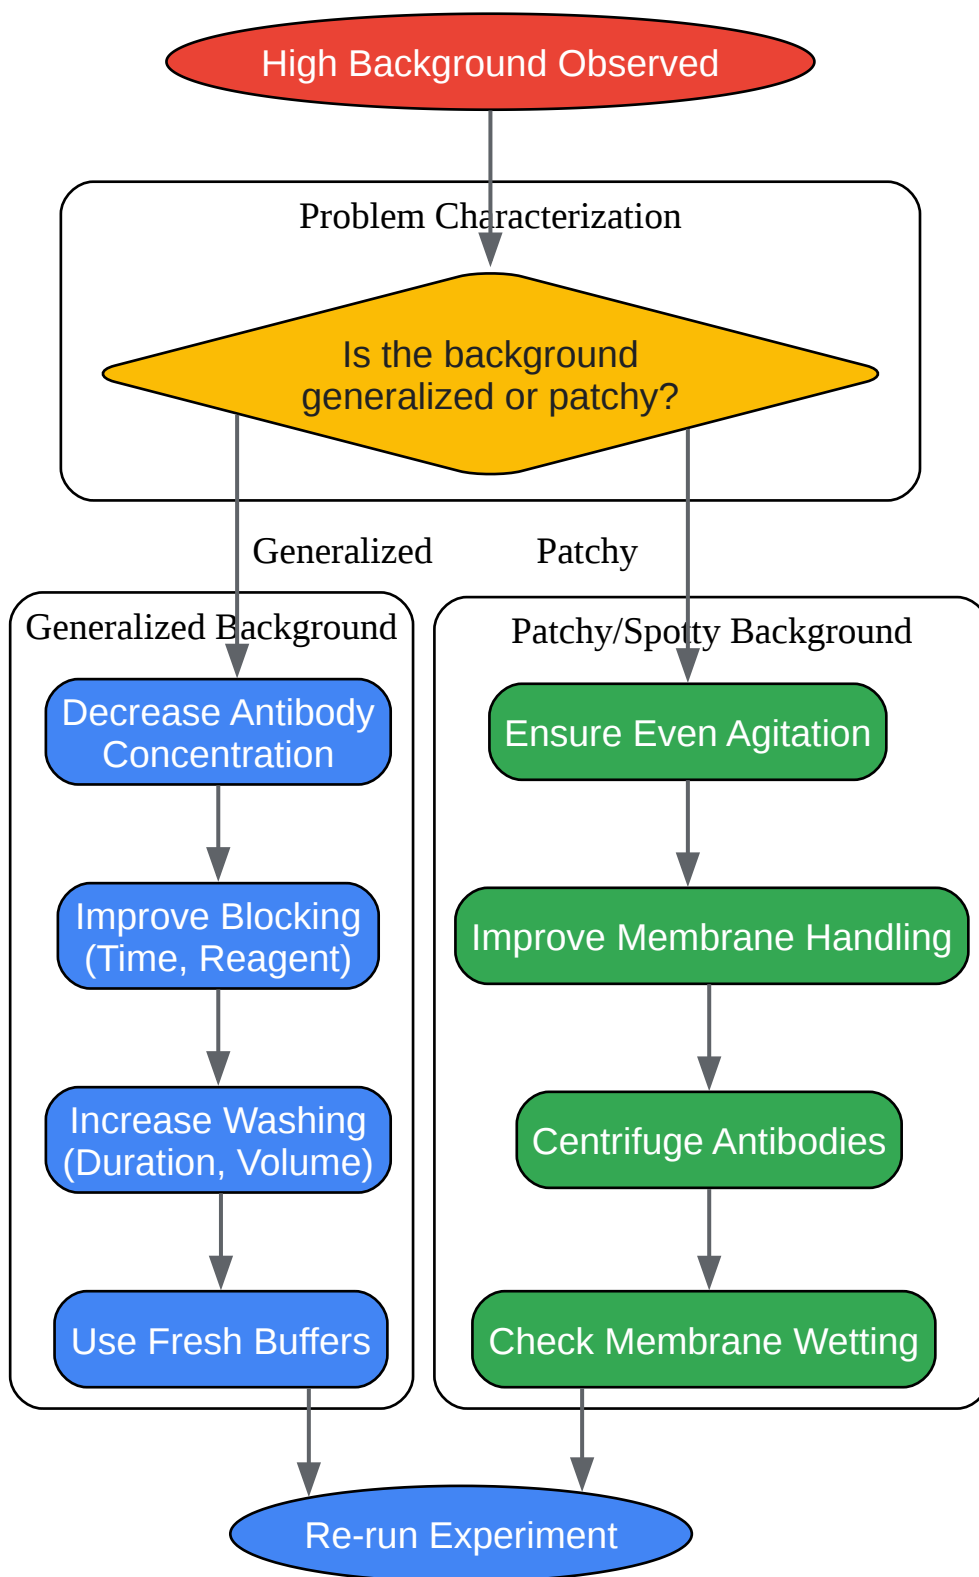 High Background Observed
Problem Characterization
Is the background
generalized or patchy?
Generalized
Patchy
Generalized Background
Decrease Antibody
Concentration
Improve Blocking
(Time, Reagent)
Increase Washing
(Duration, Volume)
Use Fresh Buffers
Patchy/Spotty Background
Ensure Even Agitation
Improve Membrane Handling
Centrifuge Antibodies
Check Membrane Wetting
Re-run Experiment